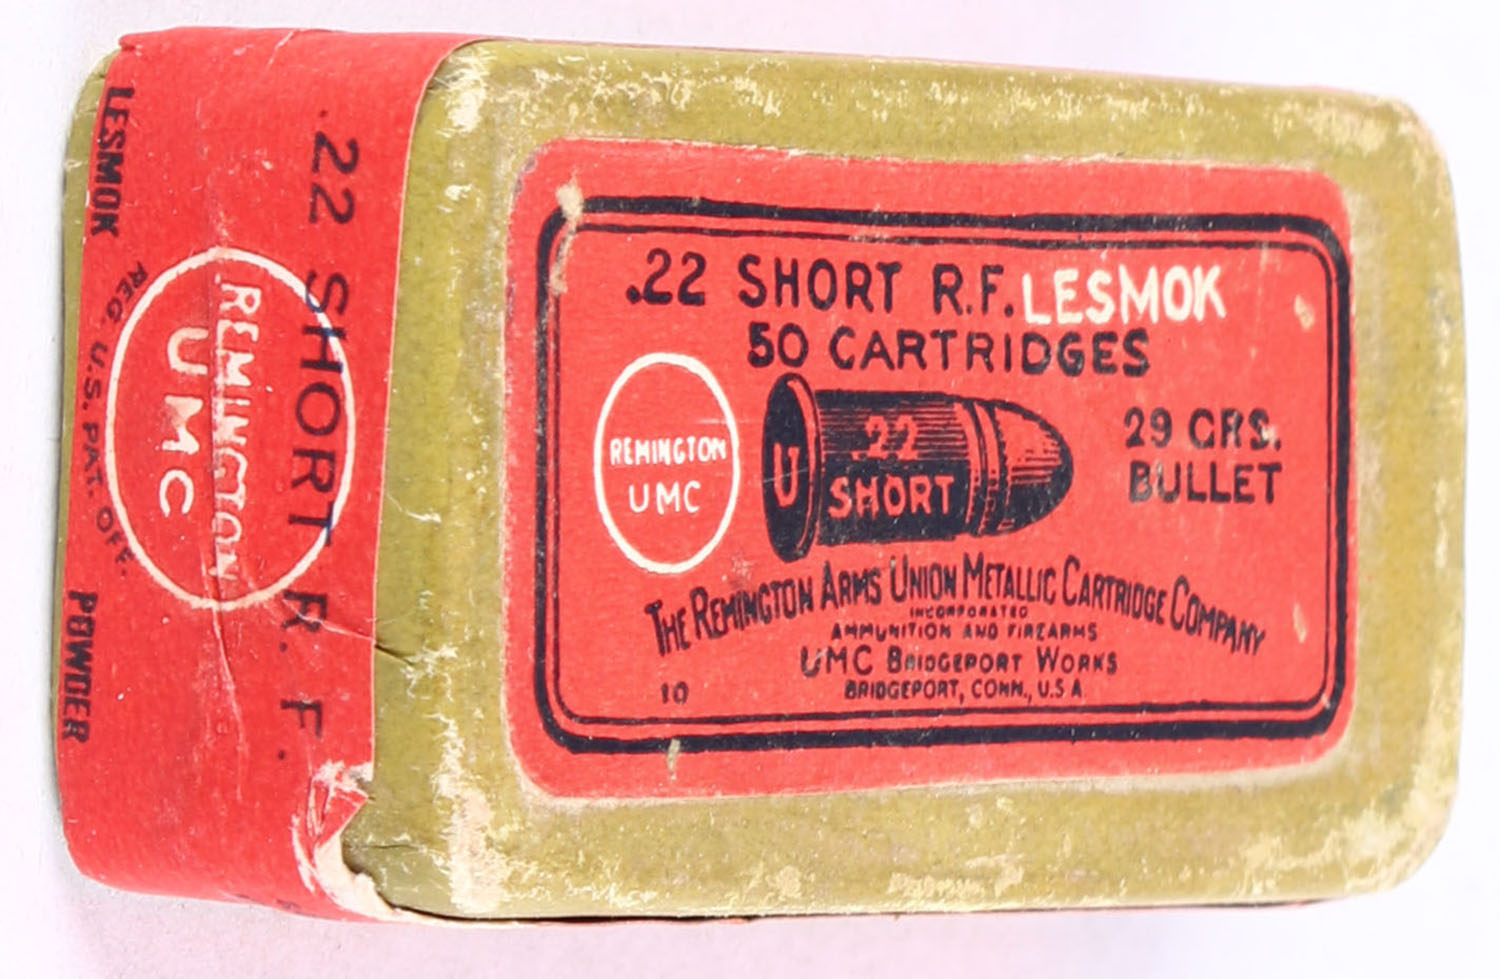 .22 SHORT R.F. LESMOK
50 CARTRIDGES
REMINGTON
UMC
U
.22
SHORT
29 GRS.
BULLET
THE REMINGTON ARMS UNION METALLIC CARTRIDGE COMPANY
INCORPORATED
AMMUNITION AND FIREARMS
UMC BRIDGEPORT WORKS
BRIDGEPORT, CONN., U.S.A.
10
.22 SHORT R. F.
REMINGTON
UMC
REG. U.S. PAT. OFF.
LESMOK POWDER